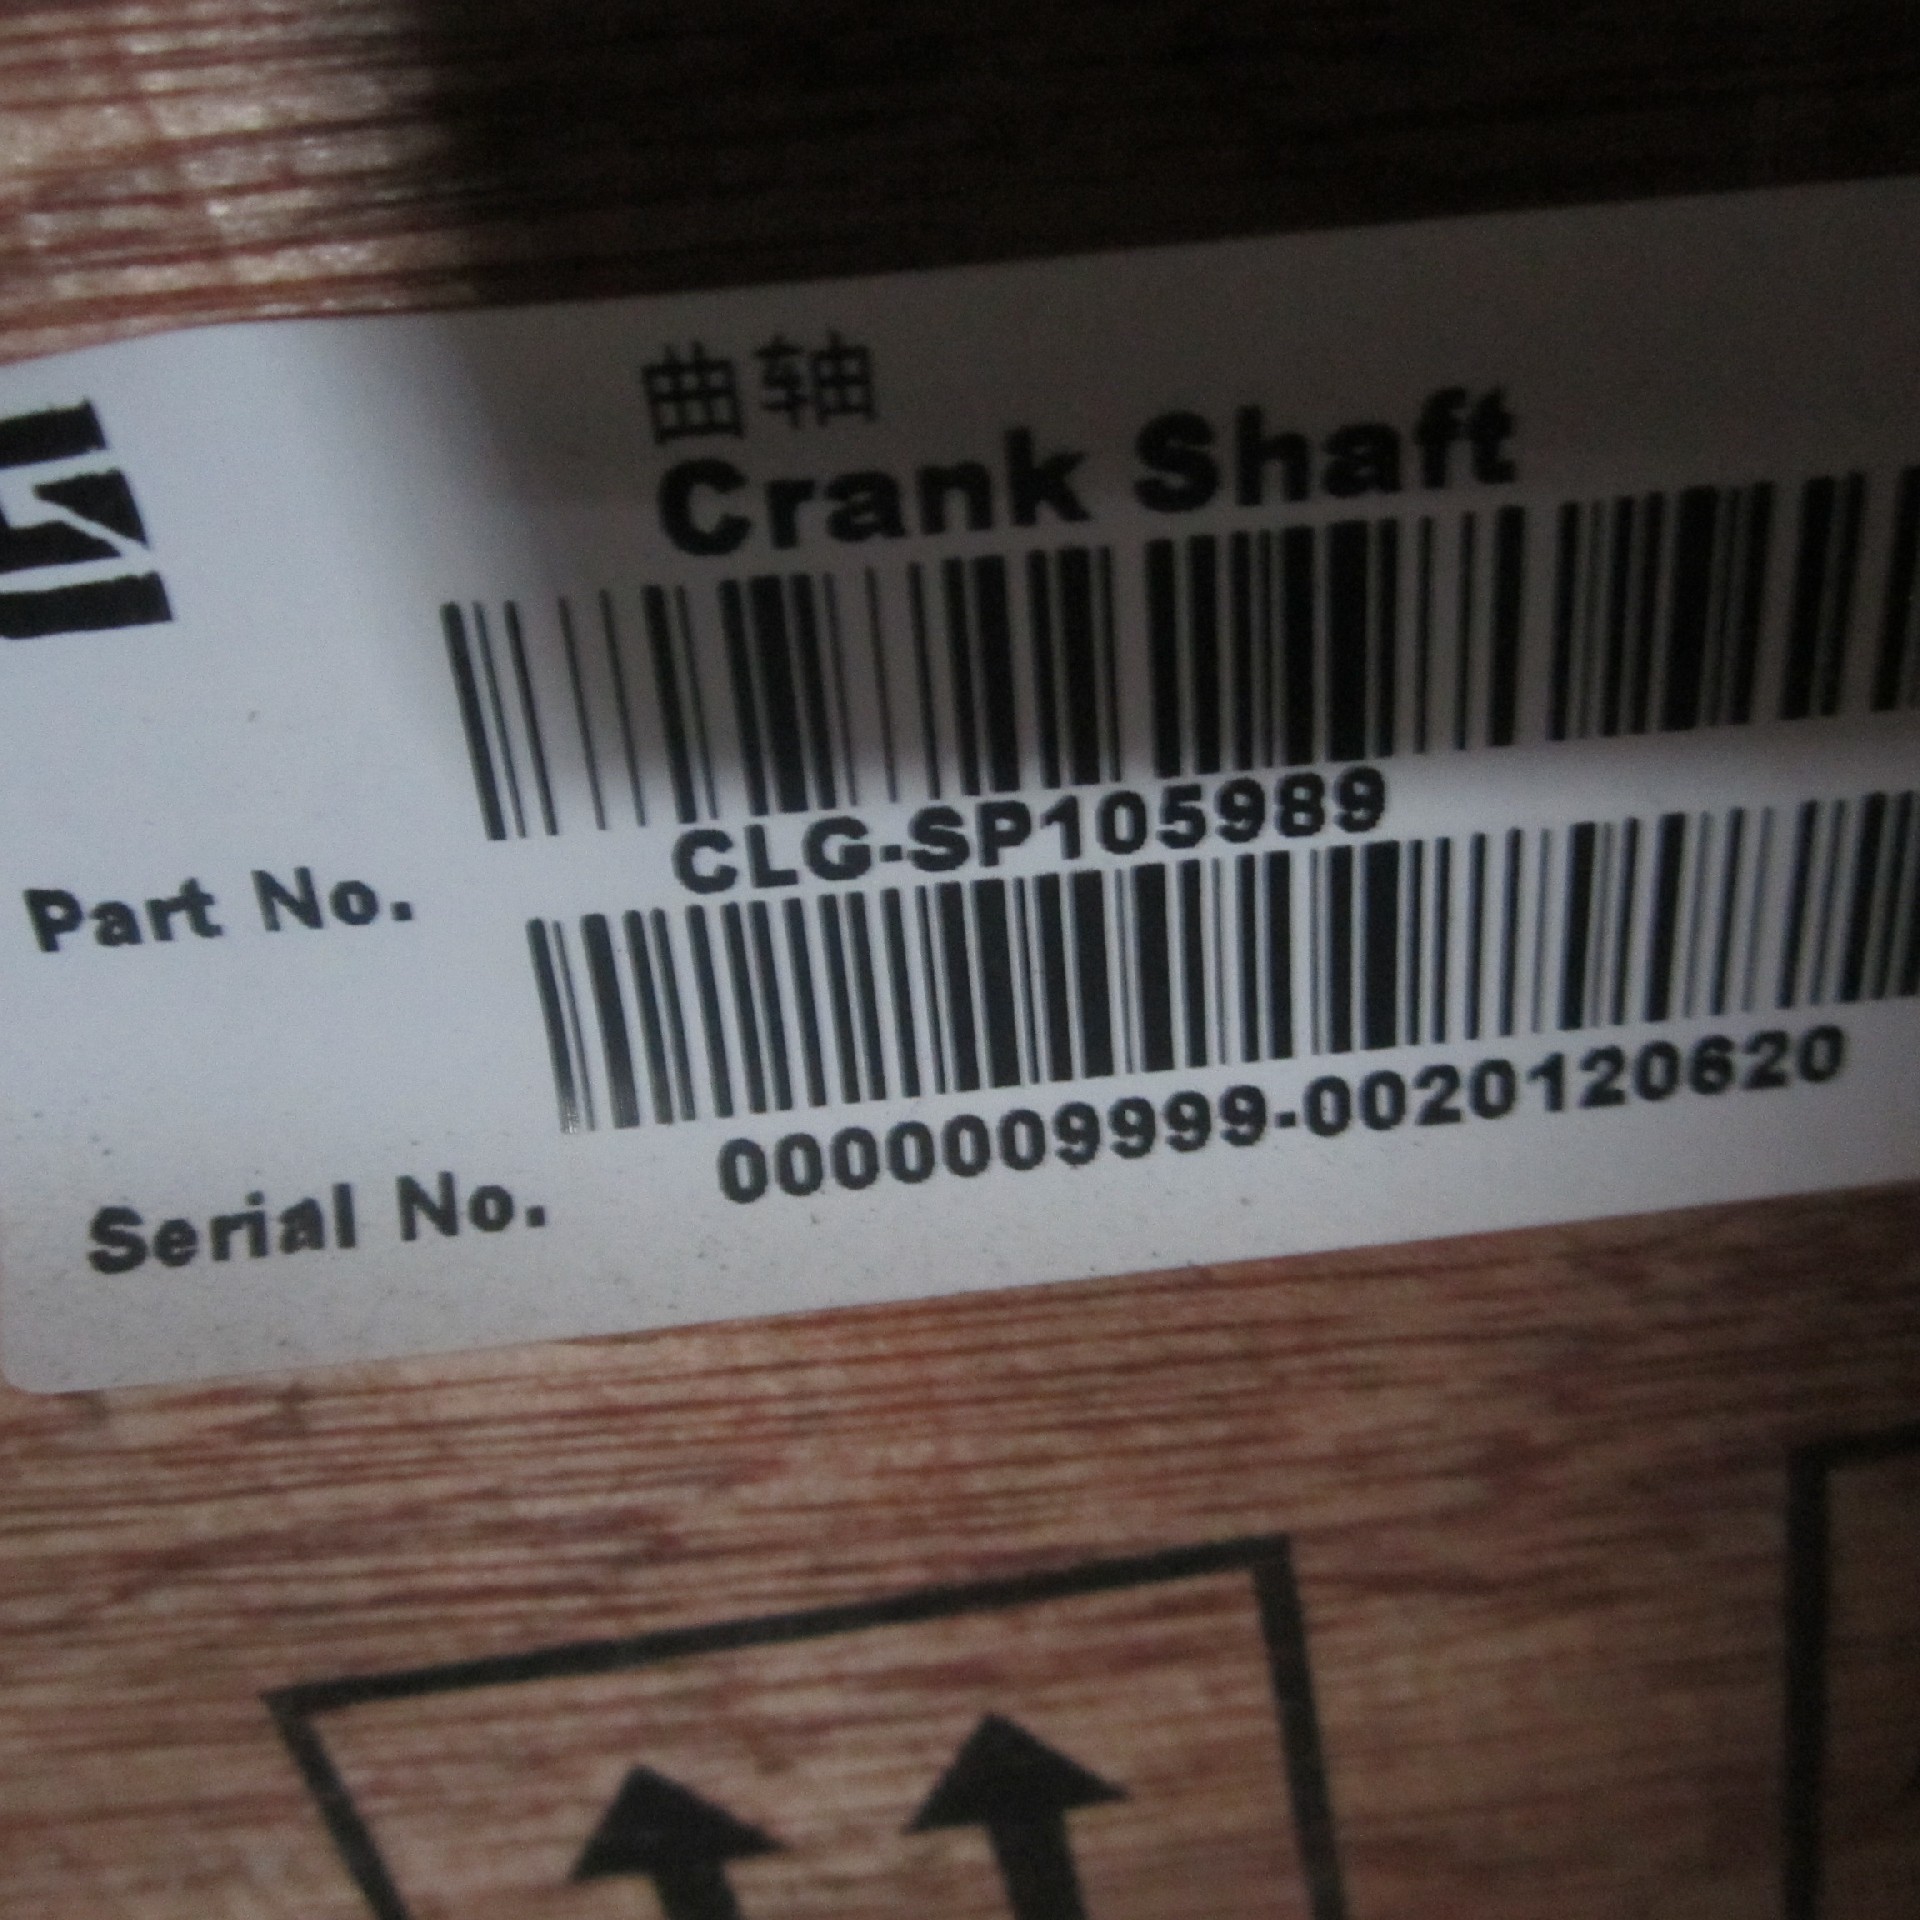 曲轴
Crank Shaft
Part No. CLG-SP105989
Serial No. 0000009999-0020120620